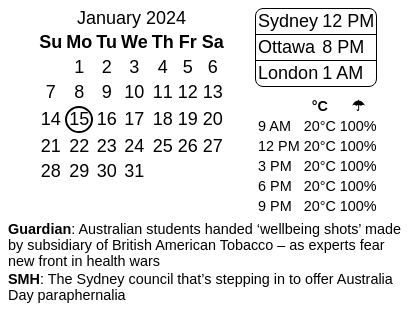 January 2024
Su Mo Tu We Th Fr Sa
1 2 3 4 5 6
7 8 9 10 11 12 13
14 15 16 17 18 19 20
21 22 23 24 25 26 27
28 29 30 31
Sydney 12 PM
Ottawa 8 PM
London 1 AM
°C ☂
9 AM 20°C 100%
12 PM 20°C 100%
3 PM 20°C 100%
6 PM 20°C 100%
9 PM 20°C 100%
Guardian: Australian students handed ‘wellbeing shots’ made
by subsidiary of British American Tobacco – as experts fear
new front in health wars
SMH: The Sydney council that’s stepping in to offer Australia
Day paraphernalia